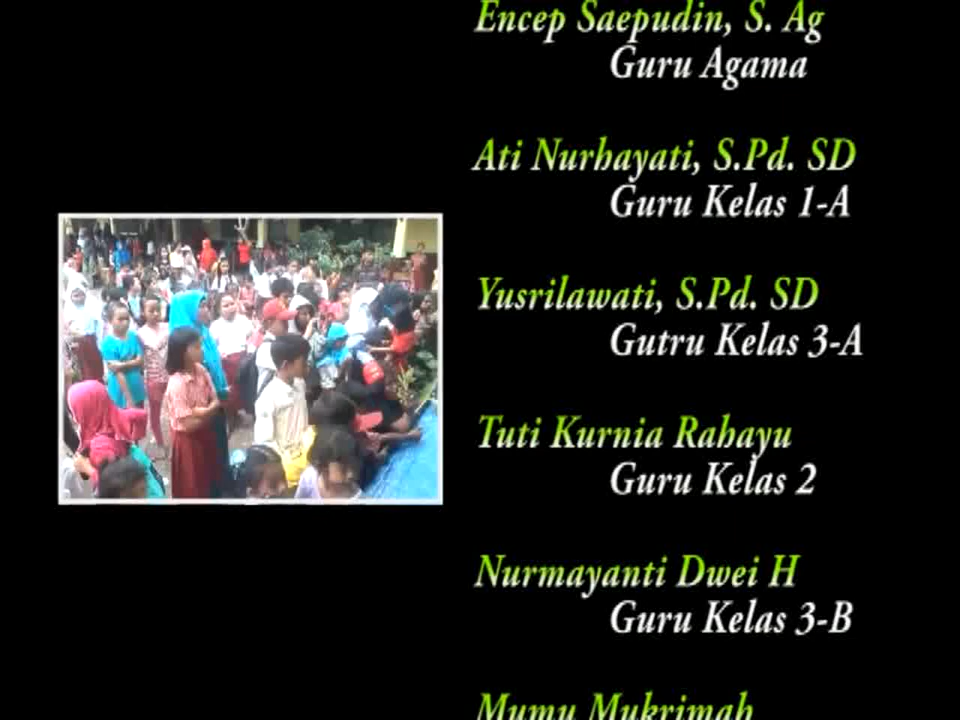 Encep Saepudin, S. Ag
Guru Agama
Ati Nurhayati, S.Pd. SD
Guru Kelas 1-A
Yusrilawati, S.Pd. SD
Gutru Kelas 3-A
Tuti Kurnia Rahayu
Guru Kelas 2
Nurmayanti Dwei H
Guru Kelas 3-B
Mumu Mukrimah